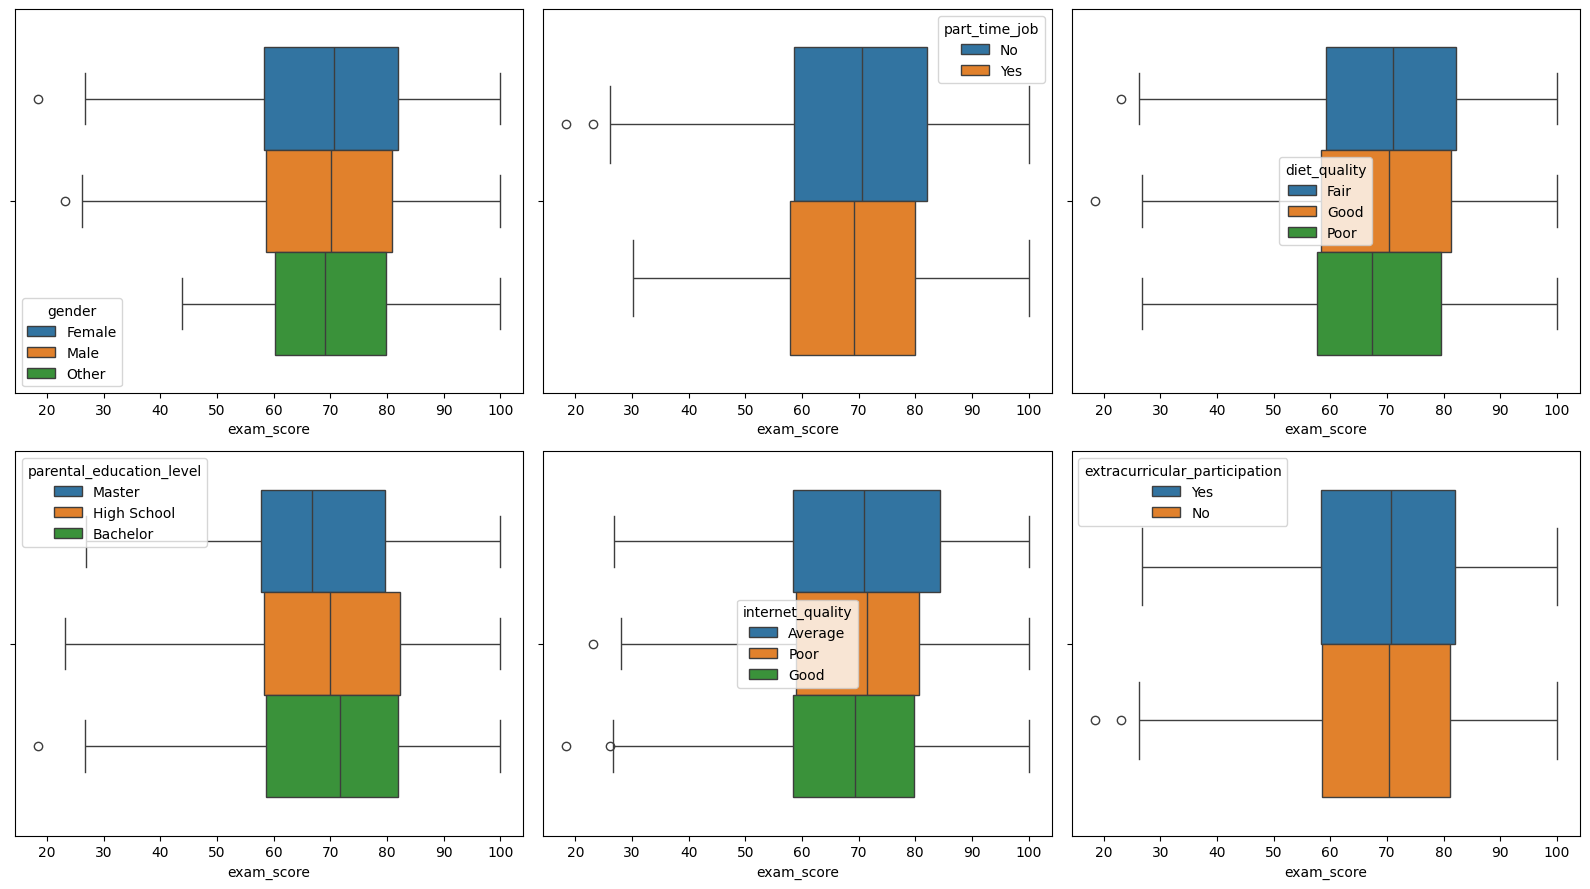 gender
Female
Male
Other
20 30 40 50 60 70 80 90 100
exam_score
part_time_job
No
Yes
20 30 40 50 60 70 80 90 100
exam_score
diet_quality
Fair
Good
Poor
20 30 40 50 60 70 80 90 100
exam_score
parental_education_level
Master
High School
Bachelor
20 30 40 50 60 70 80 90 100
exam_score
internet_quality
Average
Poor
Good
20 30 40 50 60 70 80 90 100
exam_score
extracurricular_participation
Yes
No
20 30 40 50 60 70 80 90 100
exam_score